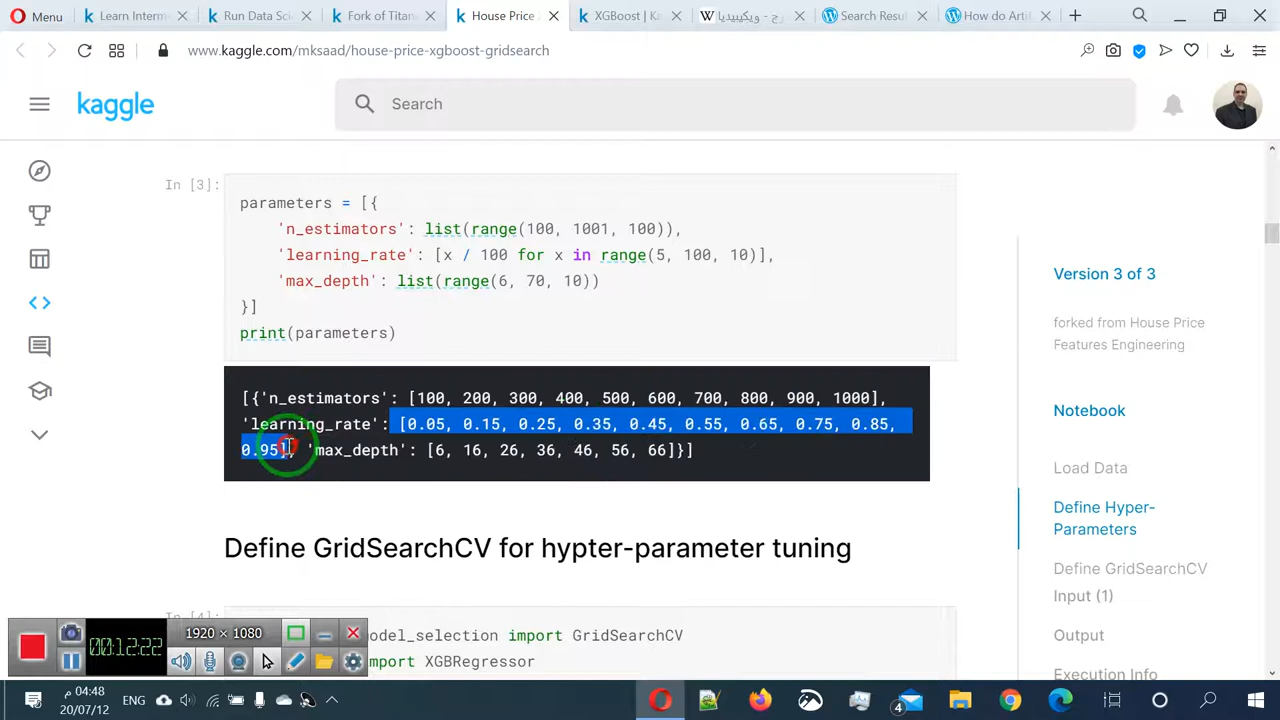 Menu
Learn Interm
Run Data Sci
Fork of Titan
House Price
XGBoost | Ka
رج - ويكيبيديا
Search Resul
How do Arti
www.kaggle.com/mksaad/house-price-xgboost-gridsearch
kaggle
Search
In [3]:
parameters = [{
'n_estimators': list(range(100, 1001, 100)),
'learning_rate': [x / 100 for x in range(5, 100, 10)],
'max_depth': list(range(6, 70, 10))
}]
print(parameters)
[{'n_estimators': [100, 200, 300, 400, 500, 600, 700, 800, 900, 1000],
'learning_rate': [0.05, 0.15, 0.25, 0.35, 0.45, 0.55, 0.65, 0.75, 0.85,
0.95], 'max_depth': [6, 16, 26, 36, 46, 56, 66]}]
Define GridSearchCV for hypter-parameter tuning
In [4]:
model_selection import GridSearchCV
import XGBRegressor
Version 3 of 3
forked from House Price
Features Engineering
Notebook
Load Data
Define Hyper-
Parameters
Define GridSearchCV
Input (1)
Output
Execution Info
00:12:22
1920 × 1080
04:48 م
20/07/12
ENG
4